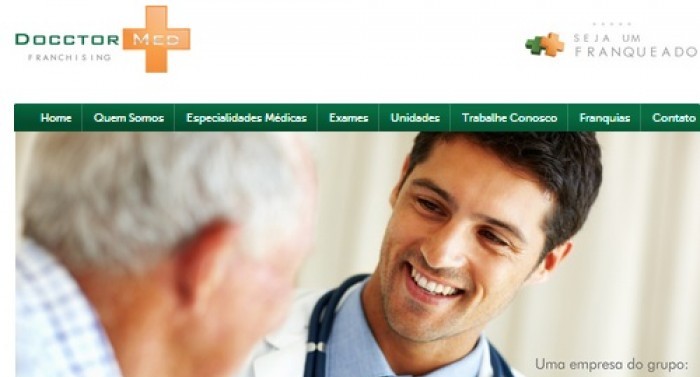 DOCCTOR MED
FRANCHISING
SEJA UM
FRANQUEADO
Home Quem Somos Especialidades Médicas Exames Unidades Trabalhe Conosco Franquias Contato
Uma empresa do grupo: